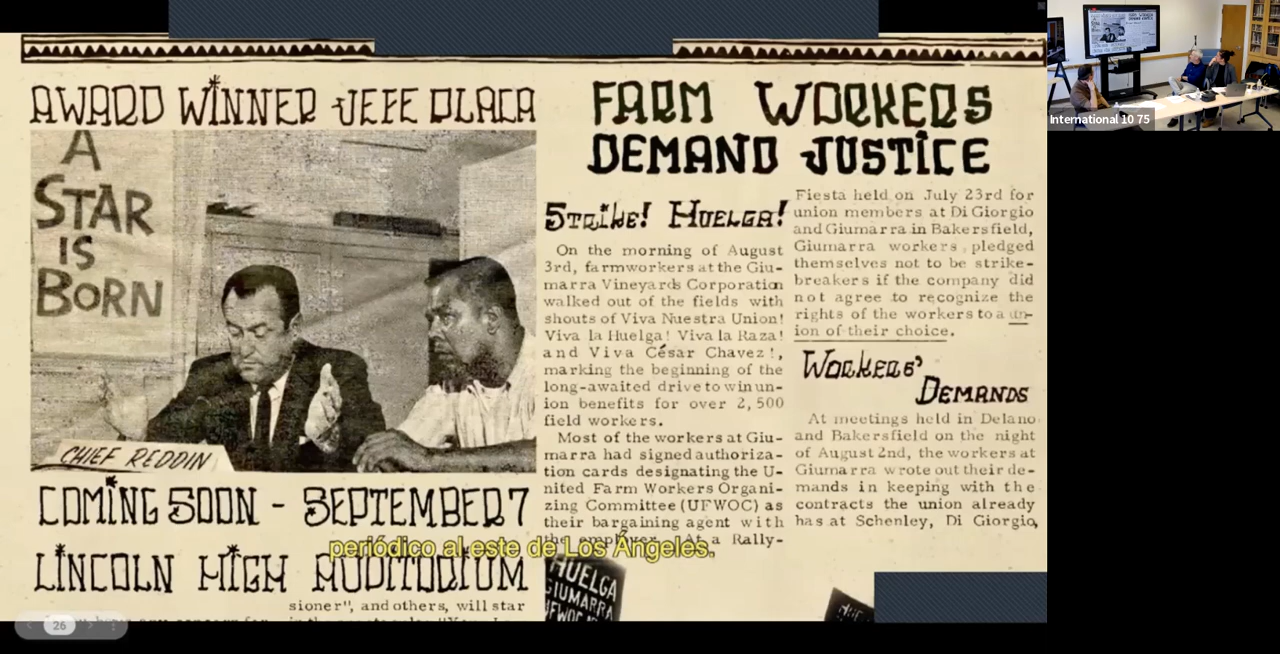 AWARD WINNER JEFE PLACA
A
STAR
IS
BORN
CHIEF REDDIN
COMING SOON - SEPTEMBER 7
LINCOLN HIGH AUDITORIUM
sioner", and others, will star
FARM WORKERS
DEMAND JUSTICE
Strike! HUELGA!
On the morning of August
3rd, farmworkers at the Giu-
marra Vineyards Corporation
walked out of the fields with
shouts of Viva Nuestra Union!
Viva la Huelga! Viva la Raza!
and Viva César Chavez!,
marking the beginning of the
long-awaited drive to win un-
ion benefits for over 2,500
field workers.
Most of the workers at Giu-
marra had signed authoriza-
tion cards designating the U-
nited Farm Workers Organi-
zing Committee (UFWOC) as
their bargaining agent with
the employer. At a Rally-
Fiesta held on July 23rd for
union members at Di Giorgio
and Giumarra in Bakersfield,
Giumarra workers pledged
themselves not to be strike-
breakers if the company did
not agree to recognize the
rights of the workers to a un-
ion of their choice.
WORKERS'
DEMANDS
At meetings held in Delano
and Bakersfield on the night
of August 2nd, the workers at
Giumarra wrote out their de-
mands in keeping with the
contracts the union already
has at Schenley, Di Giorgio,
HUELGA
GIUMARRA
UFWOC
periódico al este de Los Ángeles.
26
International 10 75